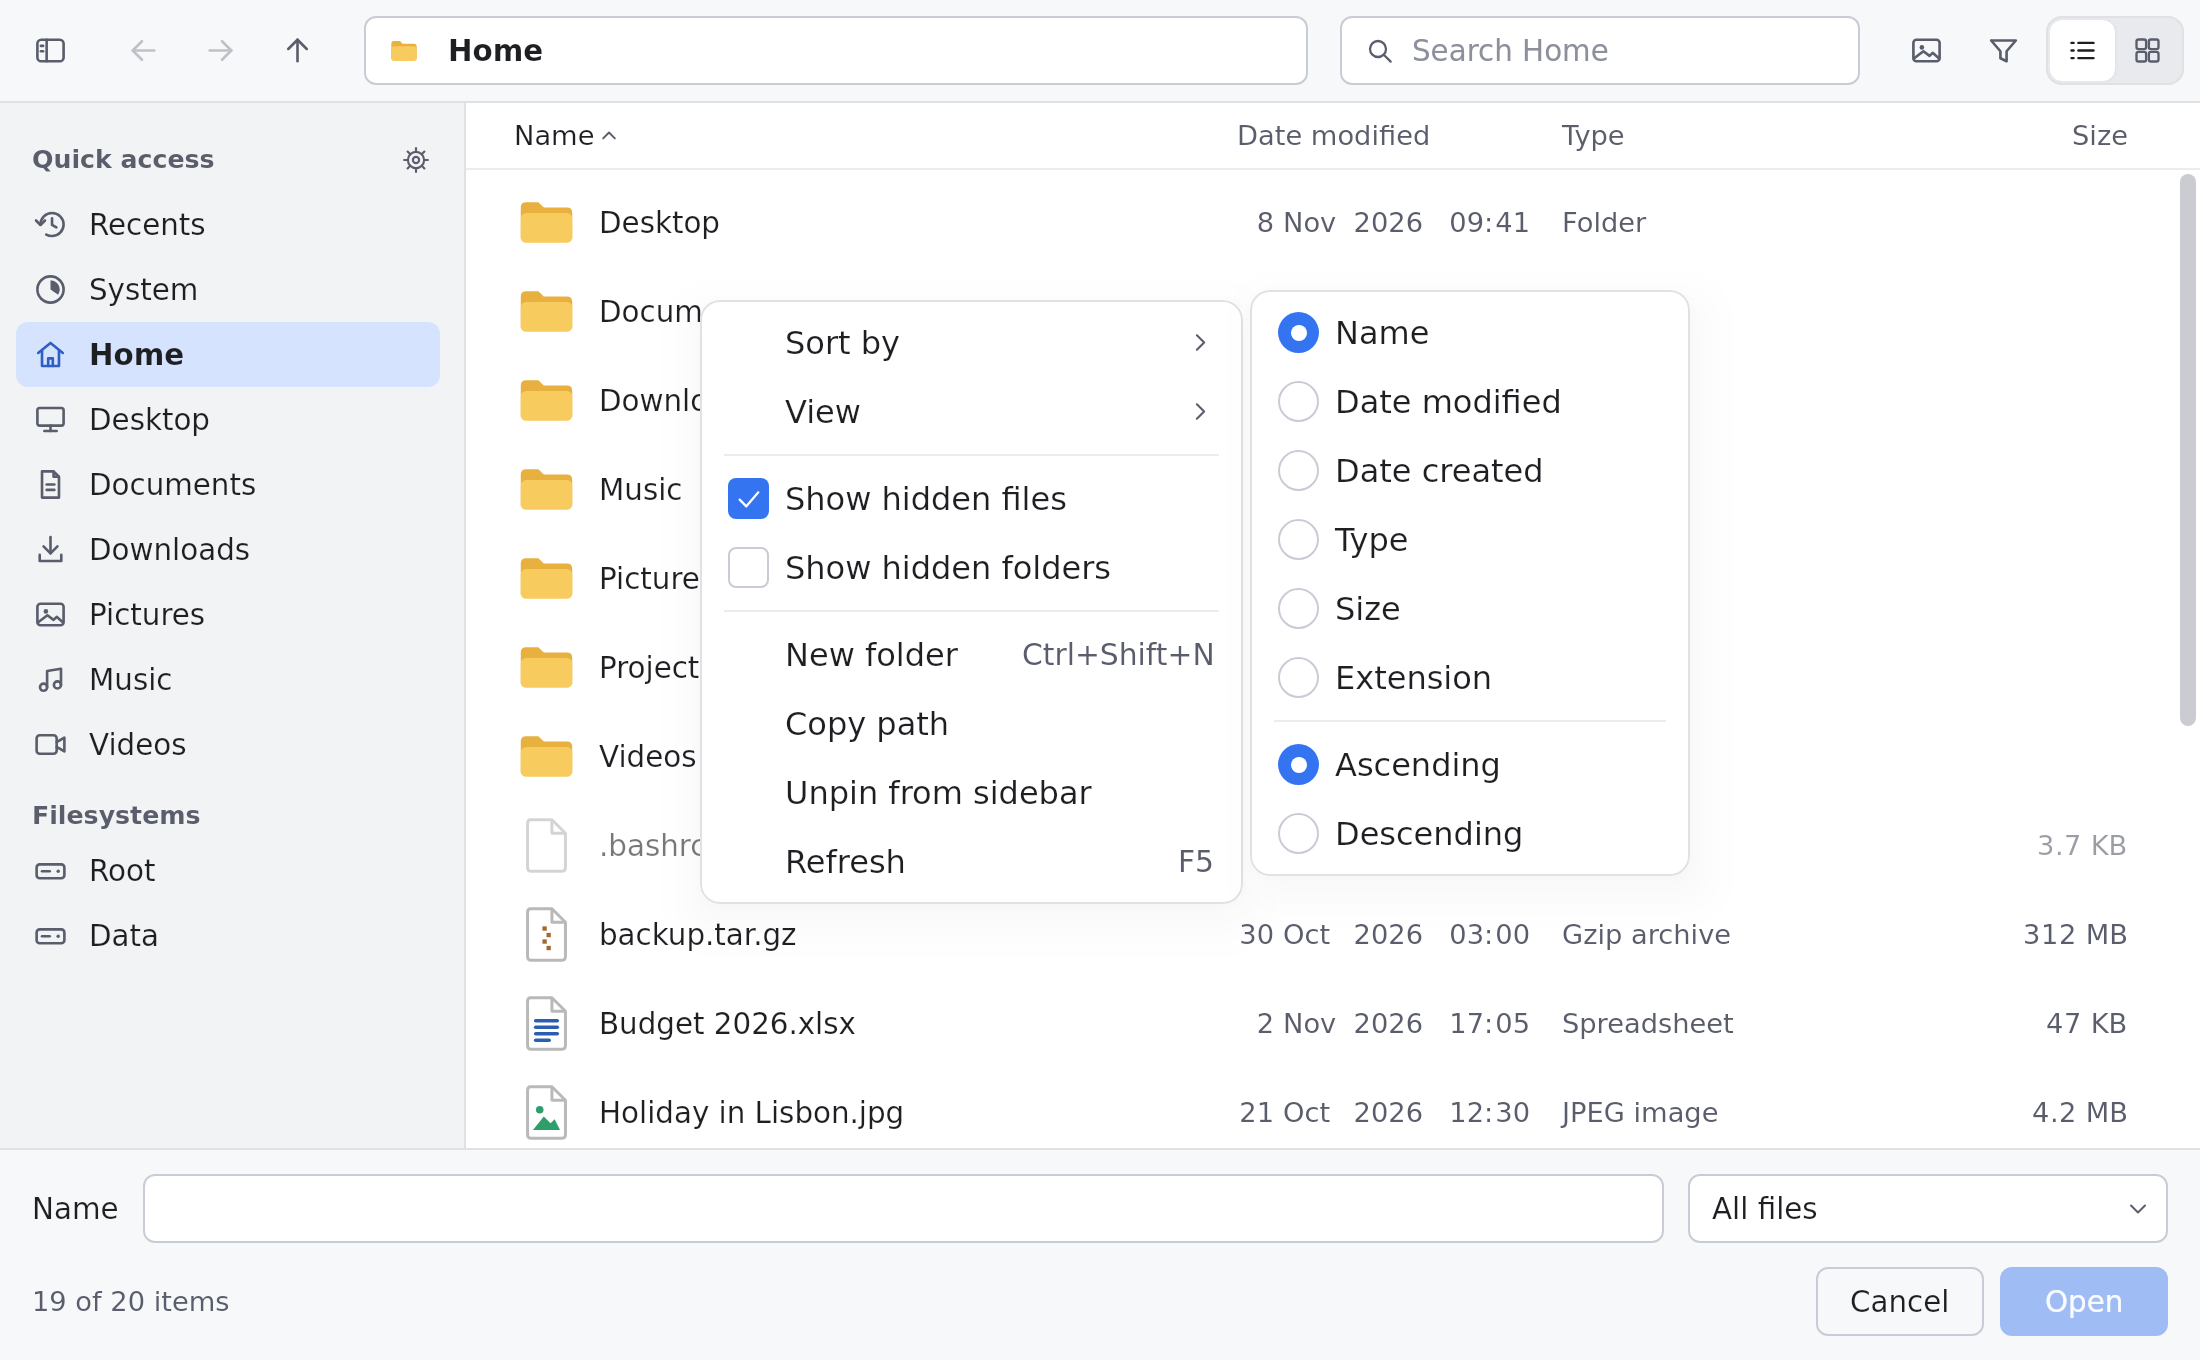 Home
Search Home
Quick access
Recents
System
Home
Desktop
Documents
Downloads
Pictures
Music
Videos
Filesystems
Root
Data
Name
Date modified
Type
Size
Desktop 8 Nov 2026 09:41 Folder
Docum
Downlo
Music
Picture
Project
Videos
.bashrc 3.7 KB
backup.tar.gz 30 Oct 2026 03:00 Gzip archive 312 MB
Budget 2026.xlsx 2 Nov 2026 17:05 Spreadsheet 47 KB
Holiday in Lisbon.jpg 21 Oct 2026 12:30 JPEG image 4.2 MB
Sort by
View
Show hidden files
Show hidden folders
New folder Ctrl+Shift+N
Copy path
Unpin from sidebar
Refresh F5
Name
Date modified
Date created
Type
Size
Extension
Ascending
Descending
Name
All files
19 of 20 items
Cancel
Open